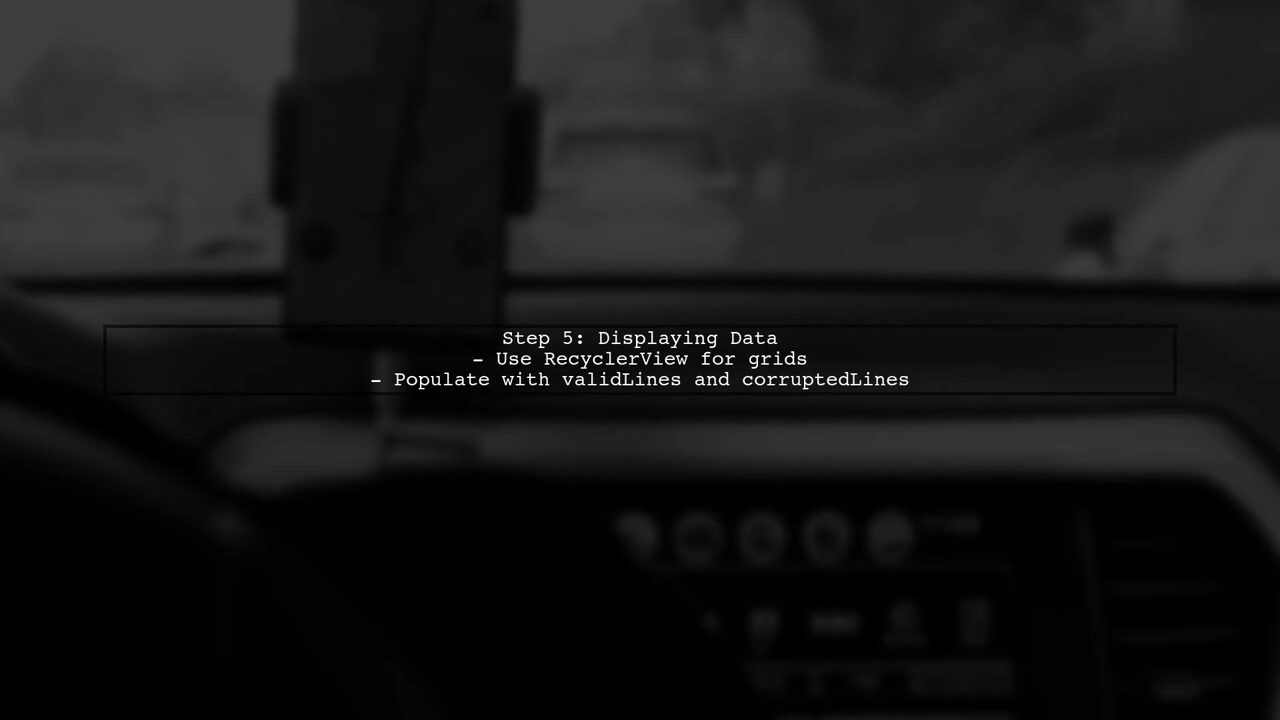 Step 5: Displaying Data
– Use RecyclerView for grids
– Populate with validLines and corruptedLines